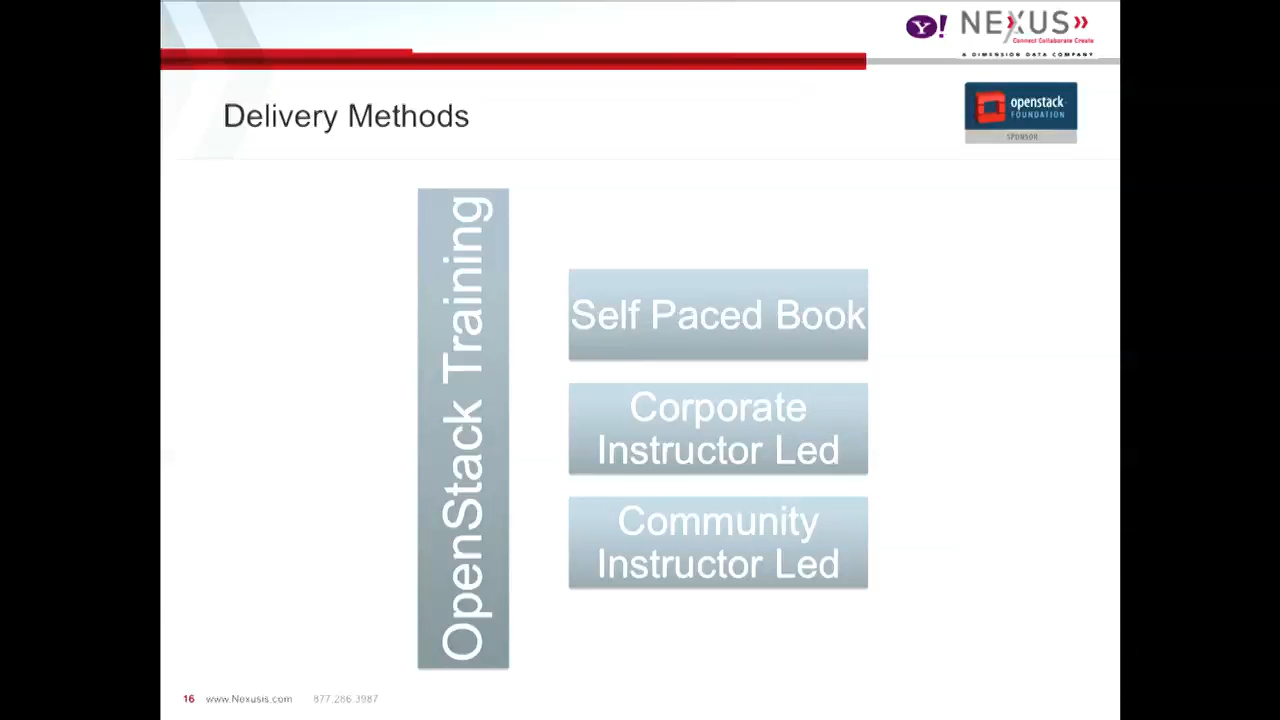 Y!
NEXUS
Connect Collaborate Create
A DIMENSION DATA COMPANY
Delivery Methods
openstack
FOUNDATION
SPONSOR
OpenStack Training
Self Paced Book
Corporate
Instructor Led
Community
Instructor Led
16 www.Nexusis.com 877.286.3987